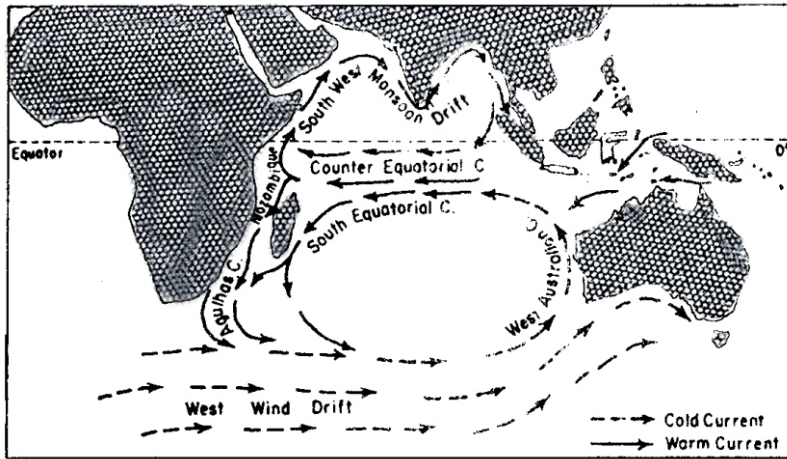 South West Monsoon Drift
Equator
0°
Counter Equatorial C
Mozambique
South Equatorial C.
Aqulhas C.
West Australian C.
West Wind Drift
Cold Current
Warm Current